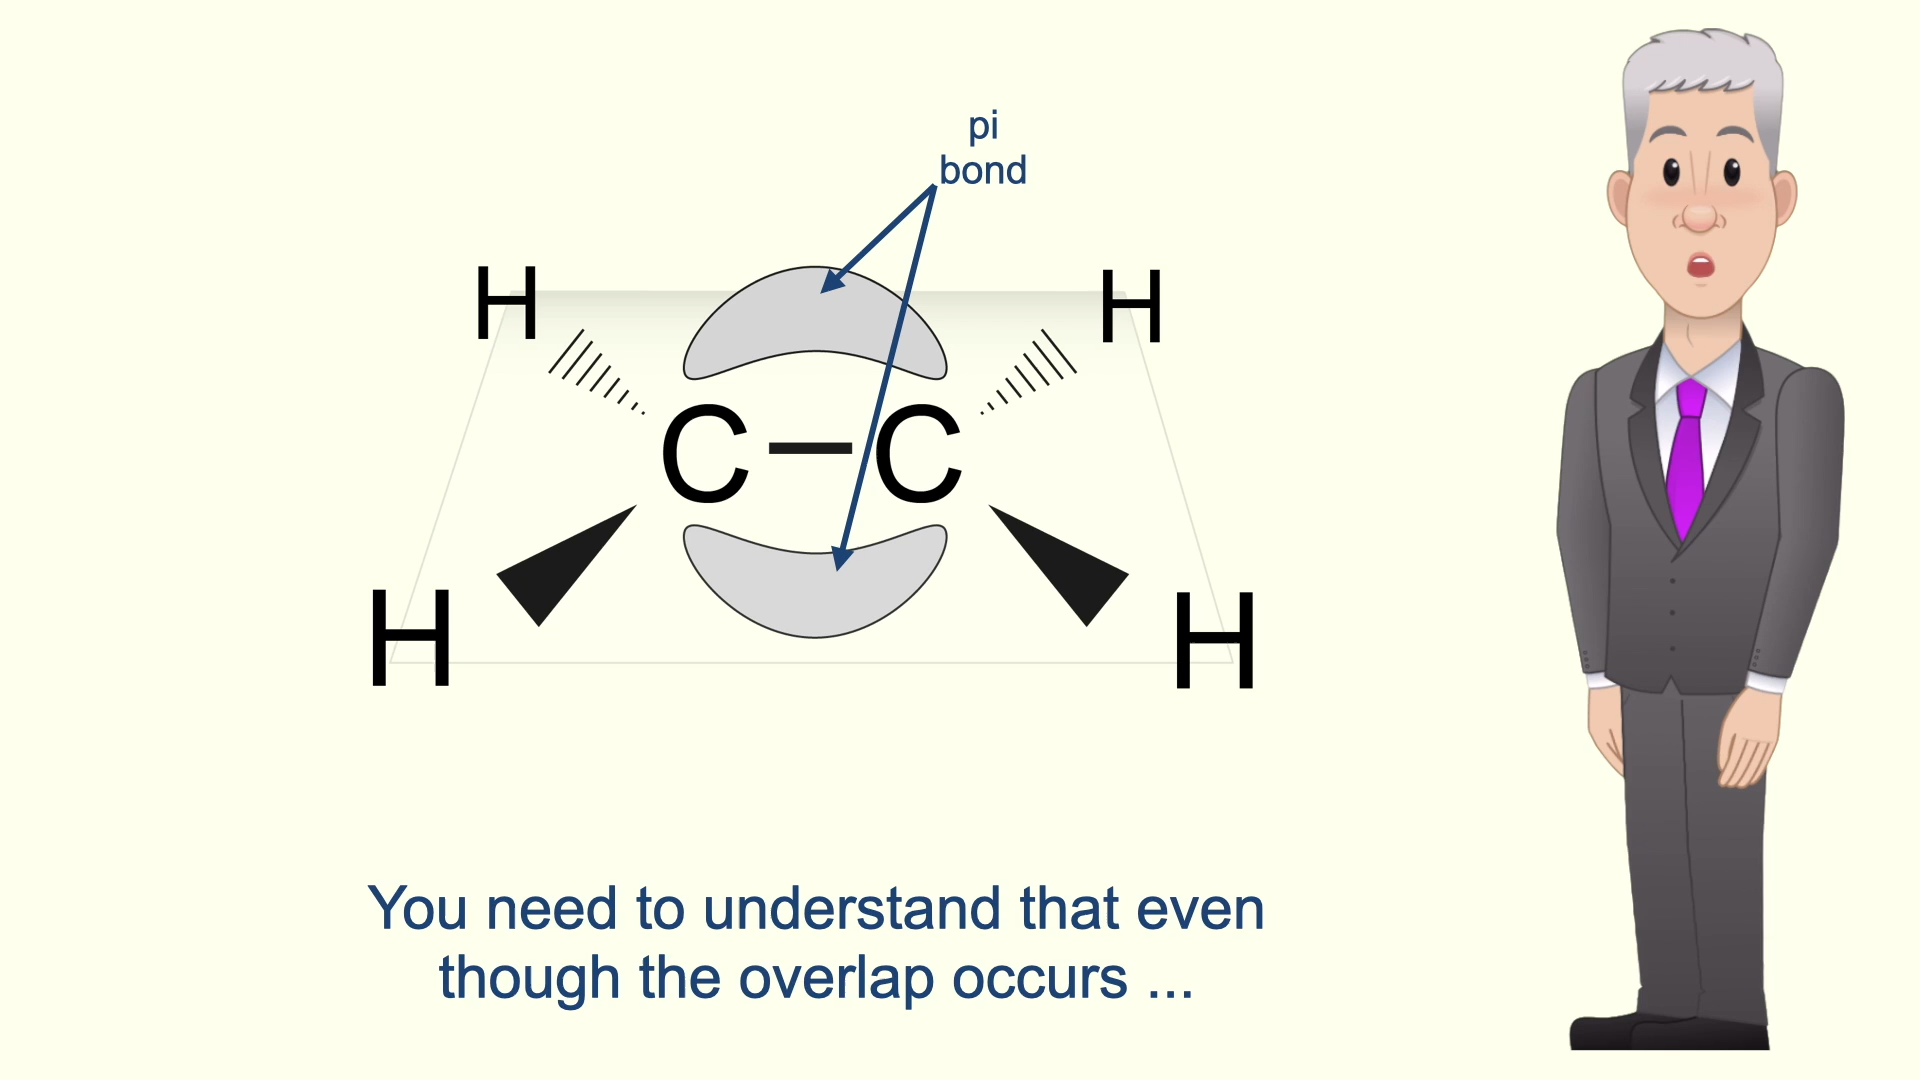 pi
bond
H H
C – C
H H
You need to understand that even
though the overlap occurs ...